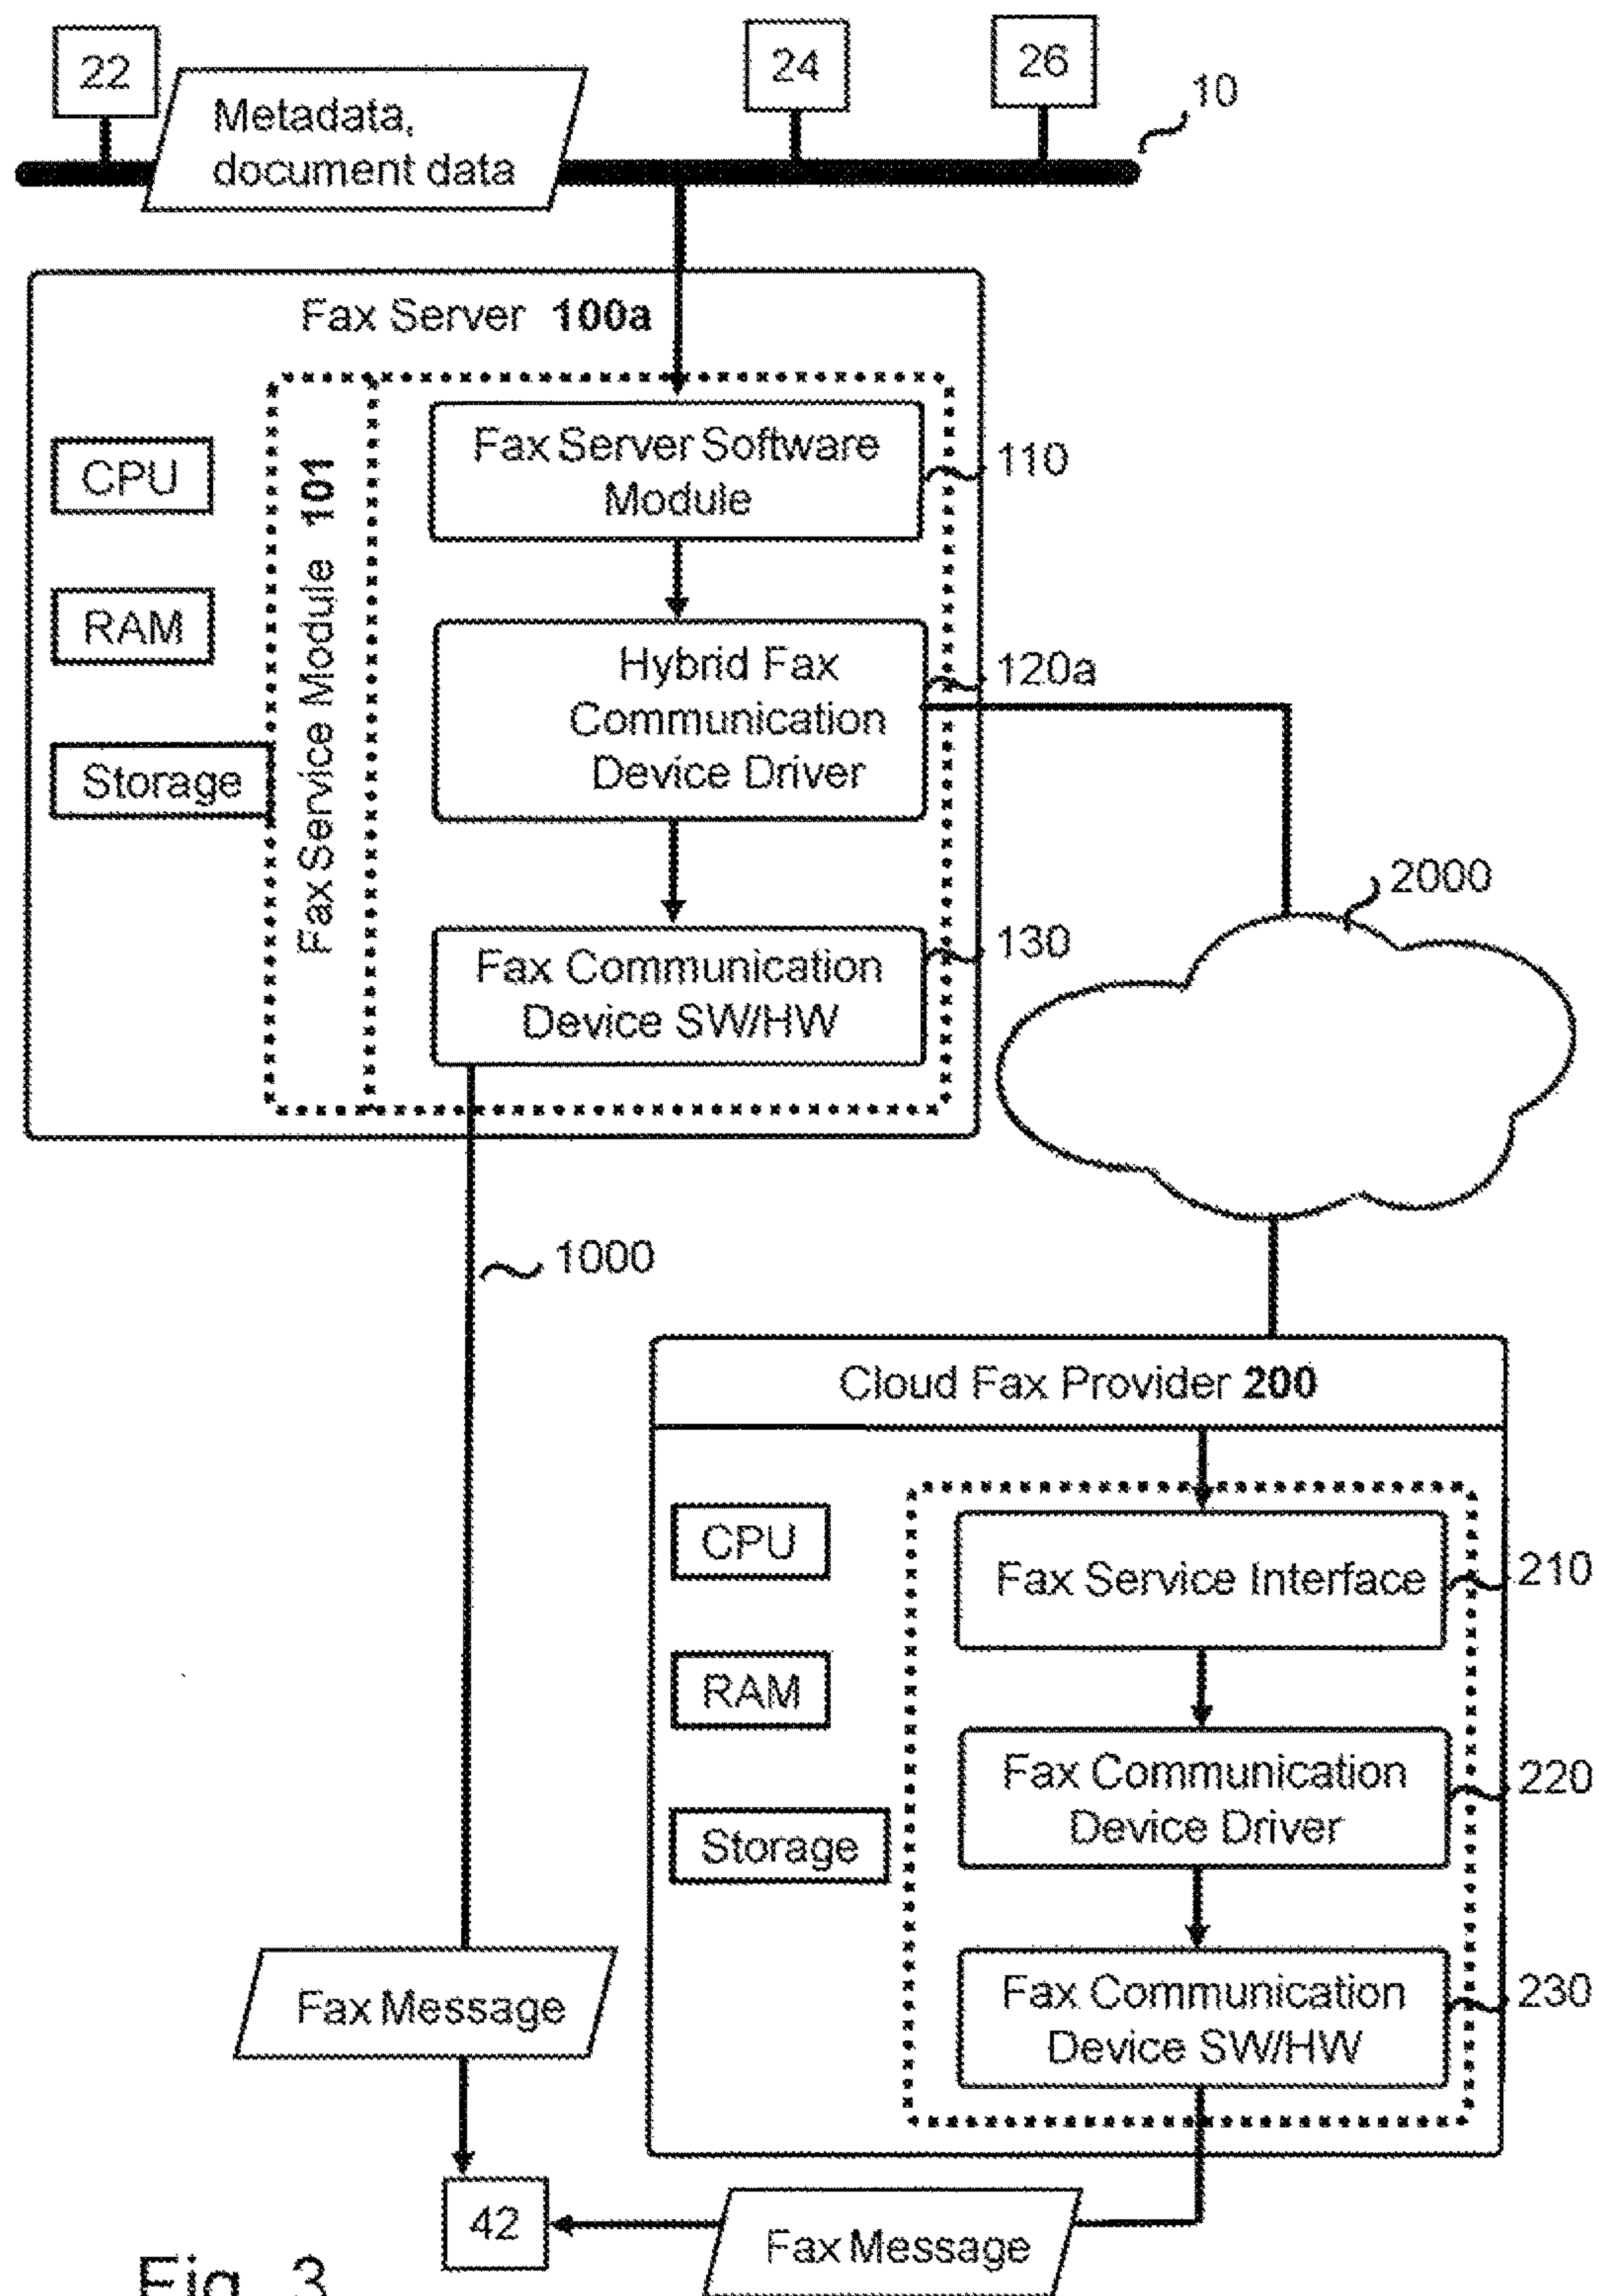 22
24
26
10
Metadata,
document data
Fax Server 100a
Fax Service Module 101
CPU
RAM
Storage
Fax Server Software
Module
110
Hybrid Fax
Communication
Device Driver
120a
Fax Communication
Device SW/HW
130
2000
1000
Cloud Fax Provider 200
CPU
RAM
Storage
Fax Service Interface
210
Fax Communication
Device Driver
220
Fax Communication
Device SW/HW
230
Fax Message
42
Fax Message
Fig. 3